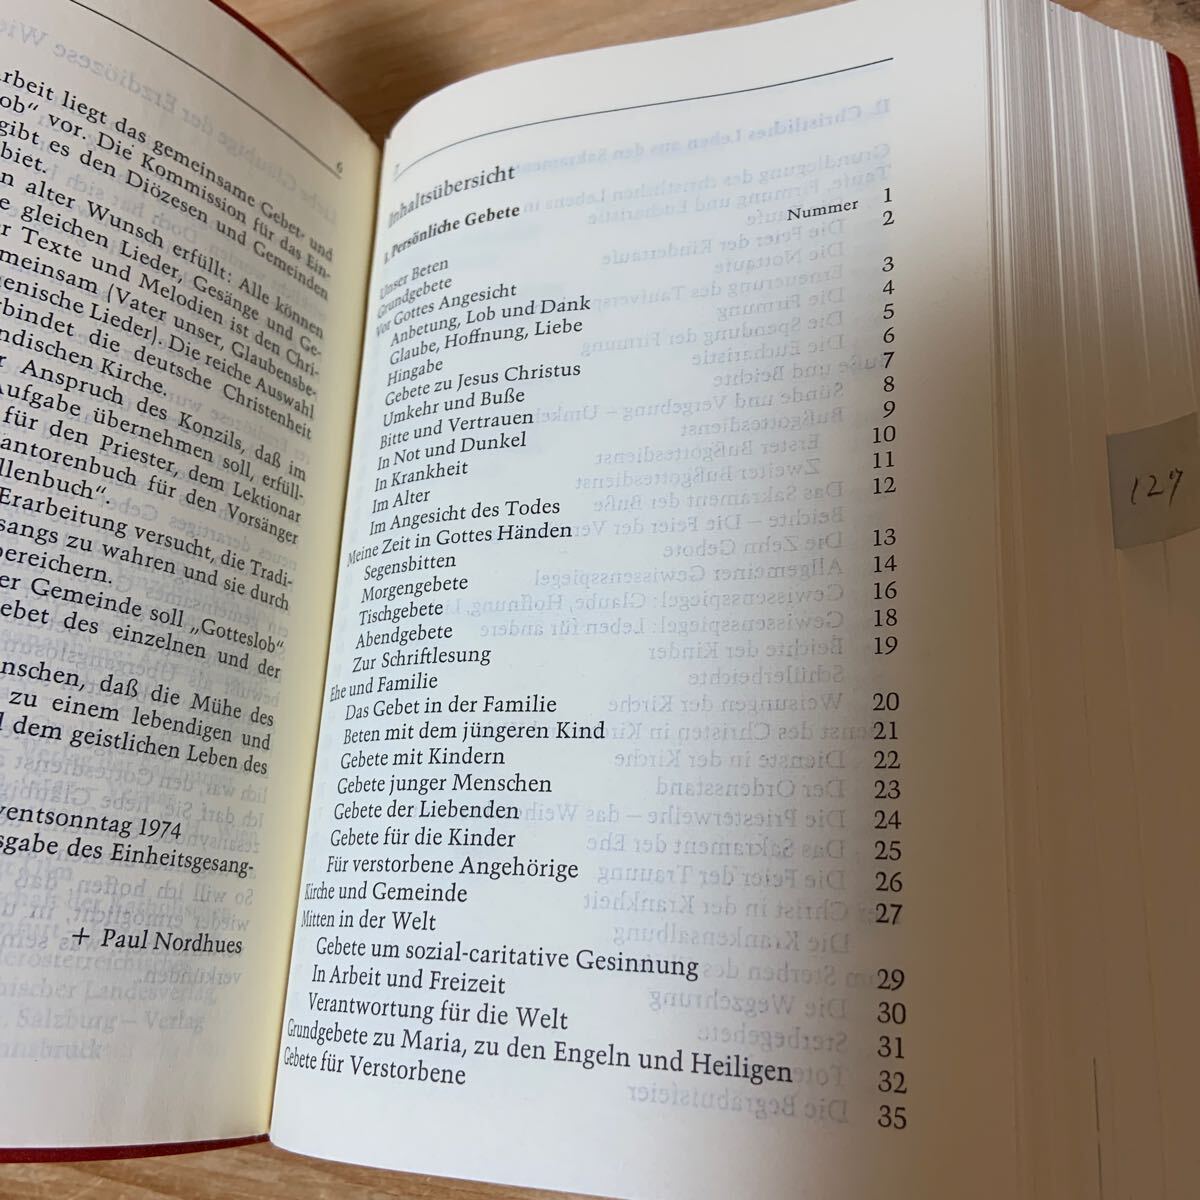 6
Arbeit liegt das gemeinsame Gebet- und
lob“ vor. Die Kommission für das Ein-
gibt es den Diözesen und Gemeinden
biet.
n alter Wunsch erfüllt: Alle können
e gleichen Lieder, Gesänge und Ge-
r Texte und Melodien ist den Chri-
meinsam (Vater unser, Glaubensbe-
enische Lieder). Die reiche Auswahl
rbindet die deutsche Christenheit
ndischen Kirche.
r Anspruch des Konzils, daß im
Aufgabe übernehmen soll, erfüll-
für den Priester, dem Lektionar
antorenbuch für den Vorsänger
llenbuch“.
Erarbeitung versucht, die Tradi-
sangs zu wahren und sie durch
bereichern.
er Gemeinde soll „Gotteslob“
ebet des einzelnen und der
nschen, daß die Mühe des
zu einem lebendigen und
d dem geistlichen Leben des
ventsonntag 1974
sgabe des Einheitsgesang-
+ Paul Nordhues
7
Inhaltsübersicht
I. Persönliche Gebete
Nummer
Unser Beten 1
Grundgebete 2
Vor Gottes Angesicht
Anbetung, Lob und Dank 3
Glaube, Hoffnung, Liebe 4
Hingabe 5
Gebete zu Jesus Christus 6
Umkehr und Buße 7
Bitte und Vertrauen 8
In Not und Dunkel 9
In Krankheit 10
Im Alter 11
Im Angesicht des Todes 12
Meine Zeit in Gottes Händen
Segensbitten 13
Morgengebete 14
Tischgebete 16
Abendgebete 18
Zur Schriftlesung 19
Ehe und Familie
Das Gebet in der Familie 20
Beten mit dem jüngeren Kind 21
Gebete mit Kindern 22
Gebete junger Menschen 23
Gebete der Liebenden 24
Gebete für die Kinder 25
Für verstorbene Angehörige 26
Kirche und Gemeinde 27
Mitten in der Welt
Gebete um sozial-caritative Gesinnung 29
In Arbeit und Freizeit 30
Verantwortung für die Welt 31
Grundgebete zu Maria, zu den Engeln und Heiligen 32
Gebete für Verstorbene 35
127